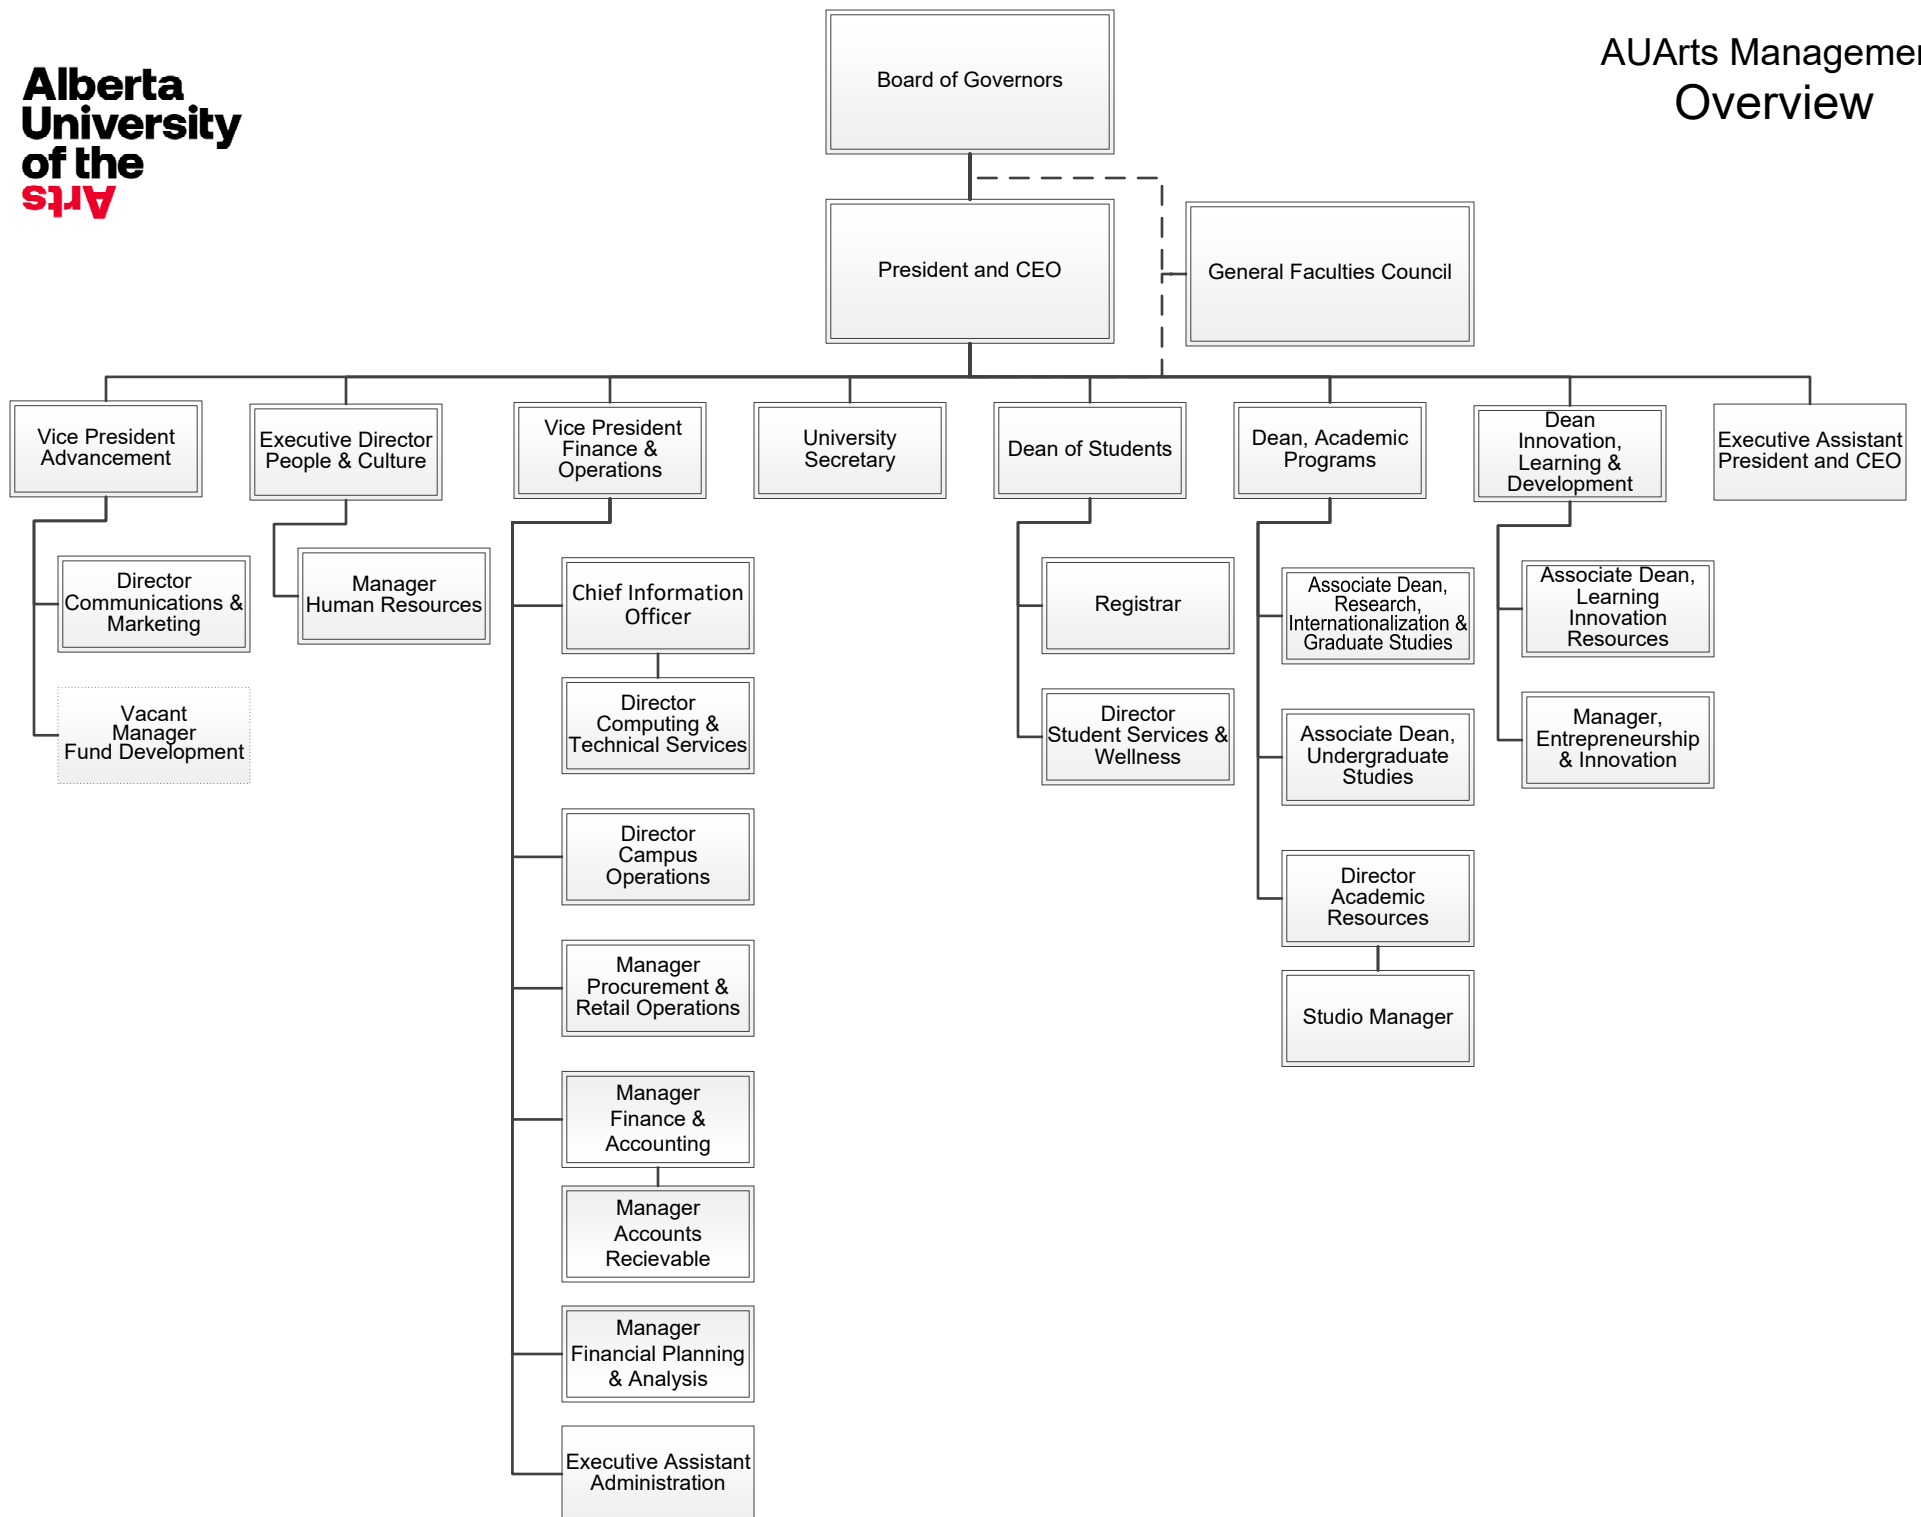 Alberta
University
of the
Arts
AUArts Managemen
Overview
Board of Governors
President and CEO
General Faculties Council
Vice President
Advancement
Executive Director
People & Culture
Vice President
Finance &
Operations
University
Secretary
Dean of Students
Dean, Academic
Programs
Dean
Innovation,
Learning &
Development
Executive Assistant
President and CEO
Director
Communications &
Marketing
Vacant
Manager
Fund Development
Manager
Human Resources
Chief Information
Officer
Director
Computing &
Technical Services
Director
Campus
Operations
Manager
Procurement &
Retail Operations
Manager
Finance &
Accounting
Manager
Accounts
Recievable
Manager
Financial Planning
& Analysis
Executive Assistant
Administration
Registrar
Director
Student Services &
Wellness
Associate Dean,
Research,
Internationalization &
Graduate Studies
Associate Dean,
Undergraduate
Studies
Director
Academic
Resources
Studio Manager
Associate Dean,
Learning
Innovation
Resources
Manager,
Entrepreneurship
& Innovation